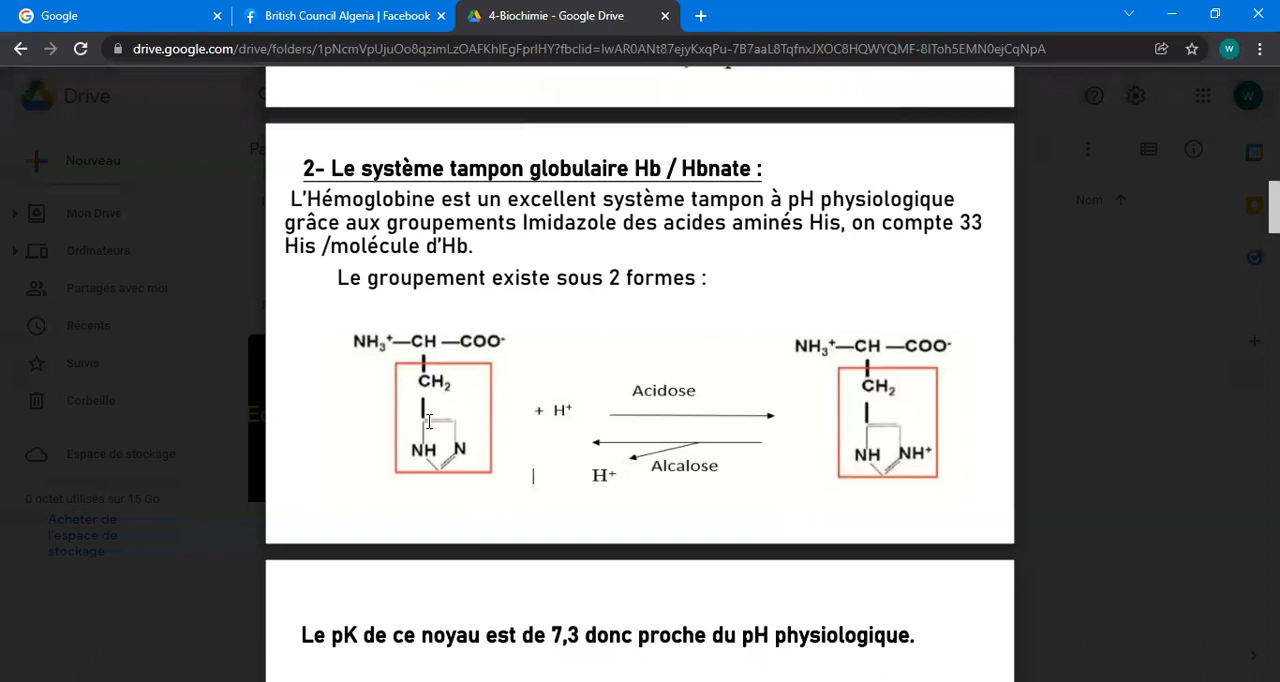 Google
British Council Algeria | Facebook
4-Biochimie - Google Drive
drive.google.com/drive/folders/1pNcmVpUjuOo8qzimLzOAFKhlEgFprIHY?fbclid=IwAR0ANt87ejyKxqPu-7B7aaL8TqfnxJXOC8HQWYQMF-8IToh5EMN0ejCqNpA
W
Drive
W
Nouveau
Pa
Mon Drive
Nom
Ordinateurs
Partagés avec moi
Récents
Suivis
Corbeille
Espace de stockage
0 octet utilisés sur 15 Go
Acheter de
l'espace de
stockage
2- Le système tampon globulaire Hb / Hbnate :
L'Hémoglobine est un excellent système tampon à pH physiologique
grâce aux groupements Imidazole des acides aminés His, on compte 33
His /molécule d'Hb.
Le groupement existe sous 2 formes :
NH₃⁺—CH —COO⁻
CH₂
NH N
+ H⁺
Acidose
Alcalose
H⁺
NH₃⁺—CH —COO⁻
CH₂
NH NH⁺
Le pK de ce noyau est de 7,3 donc proche du pH physiologique.